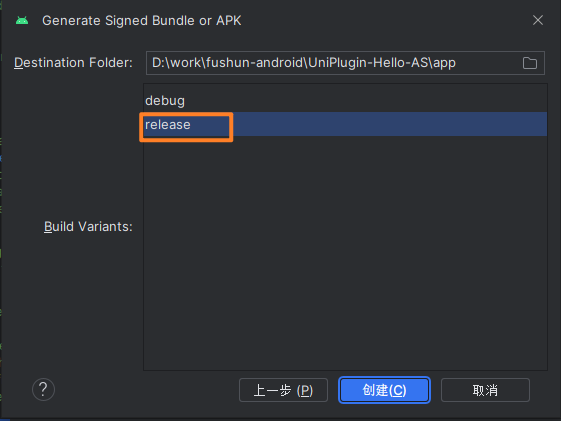 Generate Signed Bundle or APK
Destination Folder: D:\work\fushun-android\UniPlugin-Hello-AS\app
debug
release
Build Variants:
? 上一步 (P) 创建(C) 取消